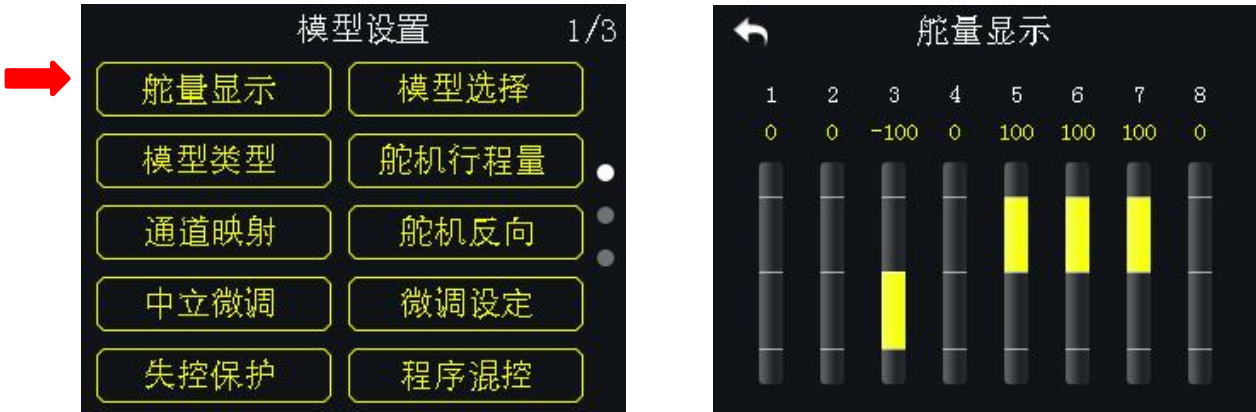 模型设置 1/3
舵量显示 模型选择
模型类型 舵机行程量
通道映射 舵机反向
中立微调 微调设定
失控保护 程序混控
舵量显示
1 2 3 4 5 6 7 8
0 0 -100 0 100 100 100 0